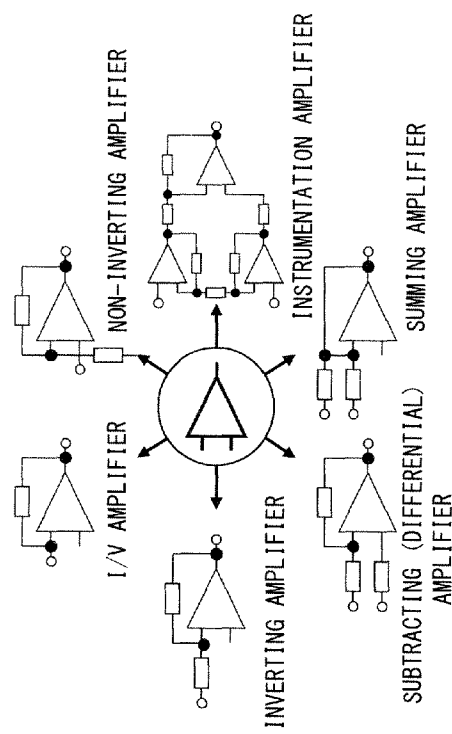 I/V AMPLIFIER
NON-INVERTING AMPLIFIER
INVERTING AMPLIFIER
INSTRUMENTATION AMPLIFIER
SUBTRACTING (DIFFERENTIAL)
AMPLIFIER
SUMMING AMPLIFIER